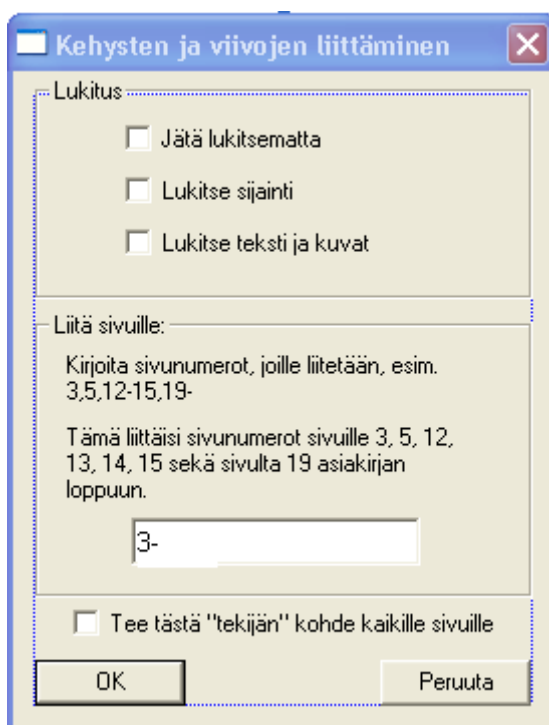 Kehysten ja viivojen liittäminen
Lukitus
Jätä lukitsematta
Lukitse sijainti
Lukitse teksti ja kuvat
Liitä sivuille:
Kirjoita sivunumerot, joille liitetään, esim.
3,5,12-15,19-
Tämä liittäisi sivunumerot sivuille 3, 5, 12,
13, 14, 15 sekä sivulta 19 asiakirjan
loppuun.
3-
Tee tästä "tekijän" kohde kaikille sivuille
OK Peruuta